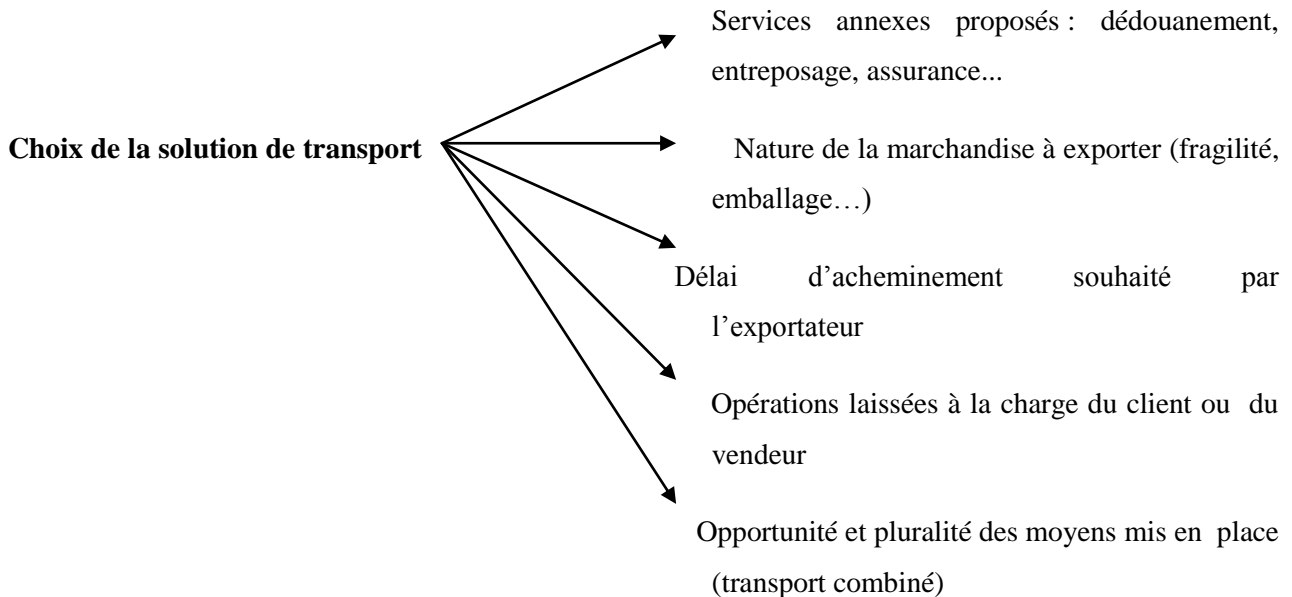 Services annexes proposés : dédouanement,
entreposage, assurance...
Choix de la solution de transport
Nature de la marchandise à exporter (fragilité,
emballage…)
Délai d’acheminement souhaité par
l’exportateur
Opérations laissées à la charge du client ou du
vendeur
Opportunité et pluralité des moyens mis en place
(transport combiné)